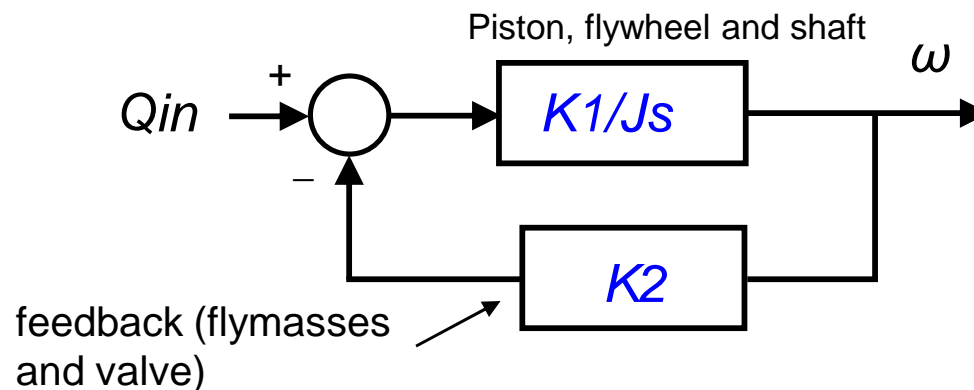 Piston, flywheel and shaft
ω
+
Qin
K1/Js
−
K2
feedback (flymasses
and valve)